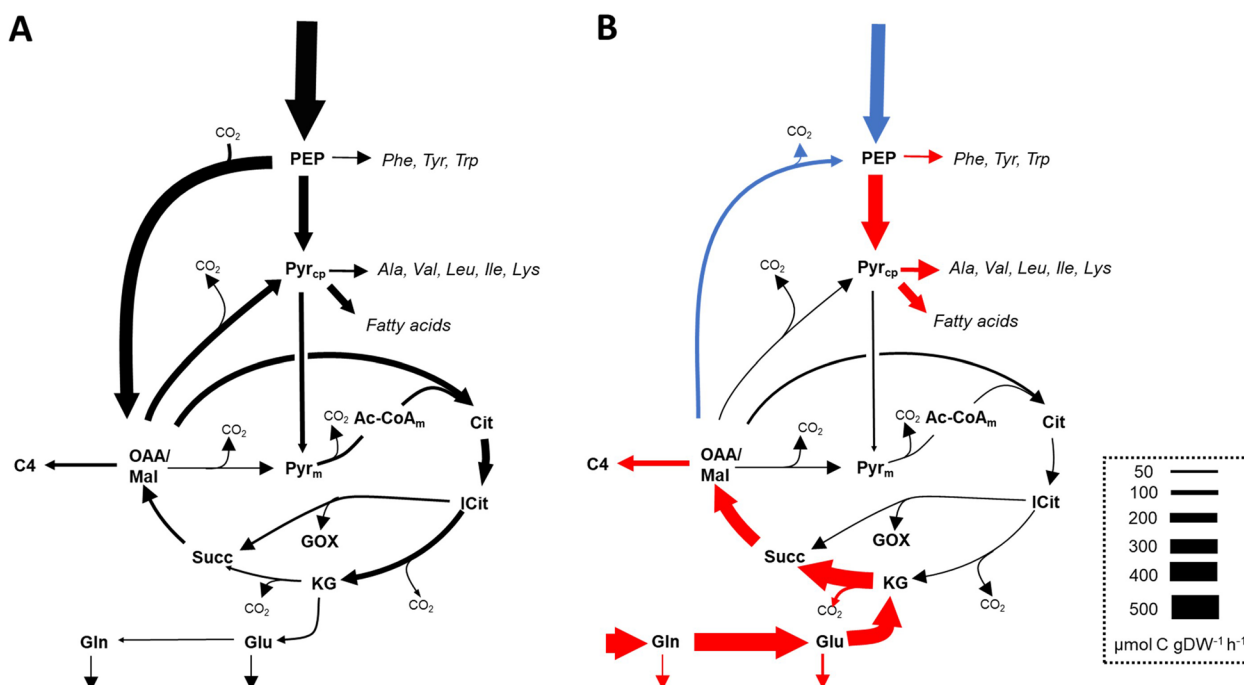 A
CO₂
PEP
Phe, Tyr, Trp
CO₂
Pyrcp
Ala, Val, Leu, Ile, Lys
Fatty acids
CO₂
CO₂
Ac-CoAm
Cit
C4
OAA/
Mal
Pyrm
ICit
GOX
Succ
KG
CO₂
CO₂
Gln
Glu
B
CO₂
PEP
Phe, Tyr, Trp
CO₂
Pyrcp
Ala, Val, Leu, Ile, Lys
Fatty acids
CO₂
CO₂
Ac-CoAm
Cit
C4
OAA/
Mal
Pyrm
ICit
GOX
Succ
KG
CO₂
CO₂
Gln
Glu
50
100
200
300
400
500
µmol C gDW⁻¹ h⁻¹